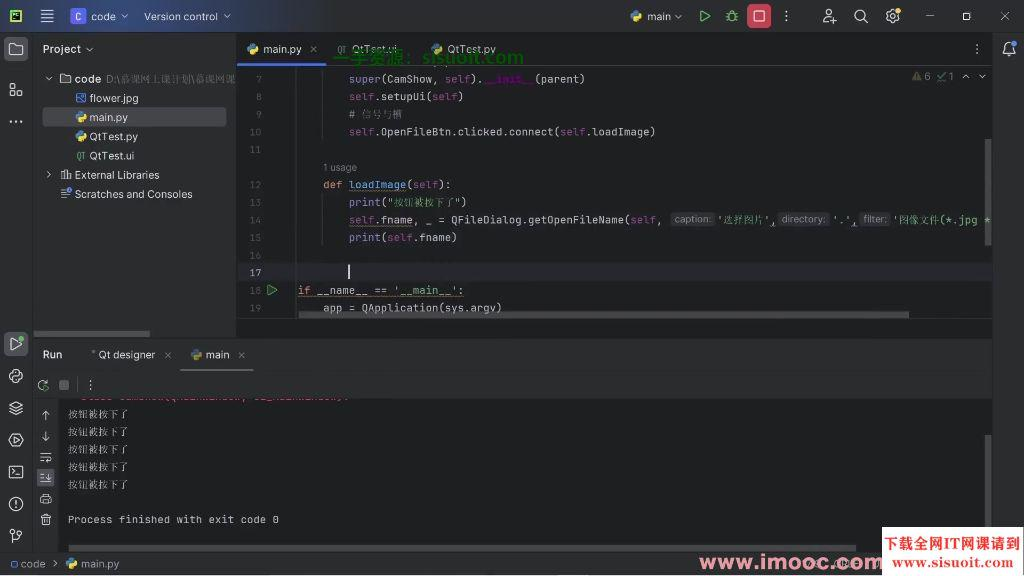 code
Version control
main
Project
main.py
QtTest.ui
QtTest.py
一手资源：sisuoit.com
code D:\慕课网上课计划\慕课网课
flower.jpg
main.py
QtTest.py
QtTest.ui
External Libraries
Scratches and Consoles
6 1
7 super(CamShow, self).__init__(parent)
8 self.setupUi(self)
9 # 信号与槽
10 self.OpenFileBtn.clicked.connect(self.loadImage)
11
1 usage
12 def loadImage(self):
13 print("按钮被按下了")
14 self.fname, _ = QFileDialog.getOpenFileName(self, caption: '选择图片', directory: '.', filter: '图像文件(*.jpg *
15 print(self.fname)
16
17
18 if __name__ == '__main__':
19 app = QApplication(sys.argv)
Run
Qt designer
main
按钮被按下了
按钮被按下了
按钮被按下了
按钮被按下了
按钮被按下了
Process finished with exit code 0
code > main.py
www.imooc.com
下载全网IT网课请到
www.sisuoit.com